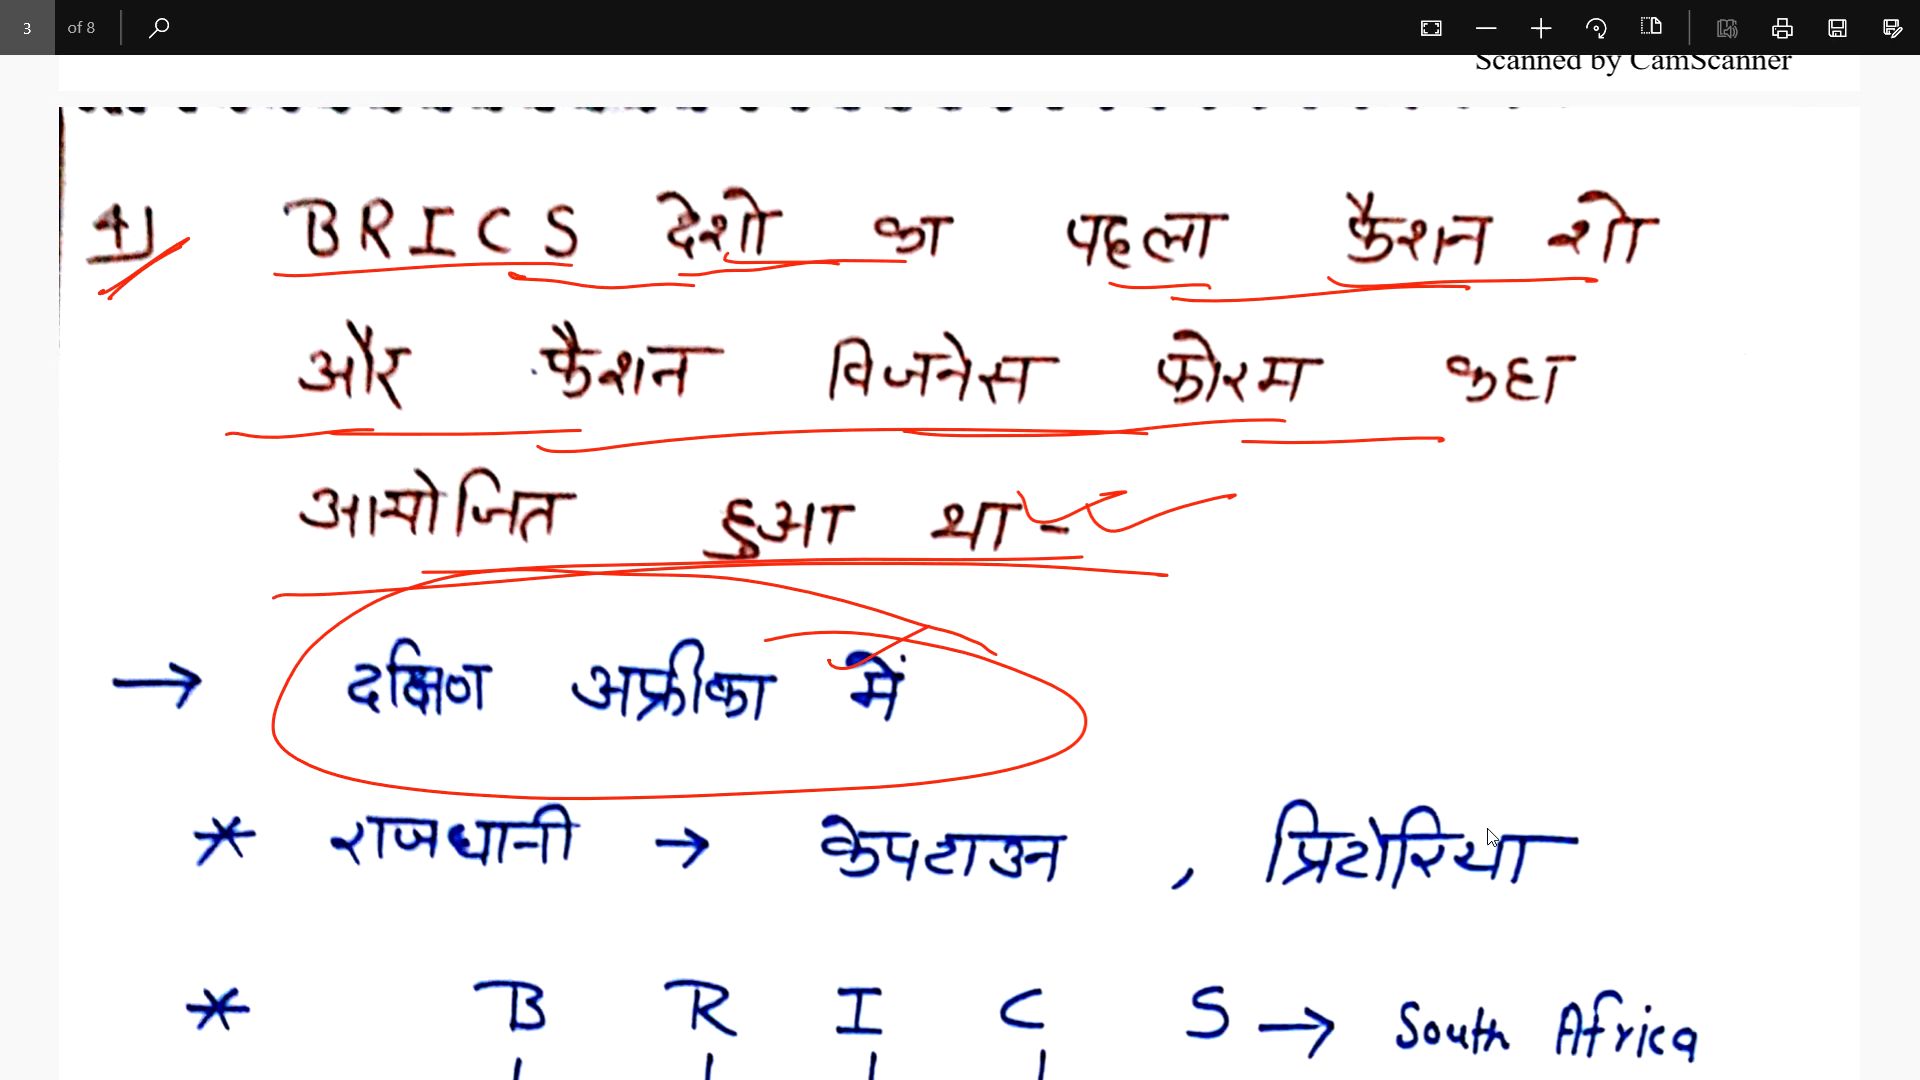 3 of 8
Scanned by CamScanner
4) BRICS देशो का पहला फैशन शो
और फैशन विजनेस फोरम कहा
आयोजित हुआ था -
→ दक्षिण अफ्रीका में
* राजधानी → केपटाउन , प्रिटोरिया
* B R I C S → South Africa